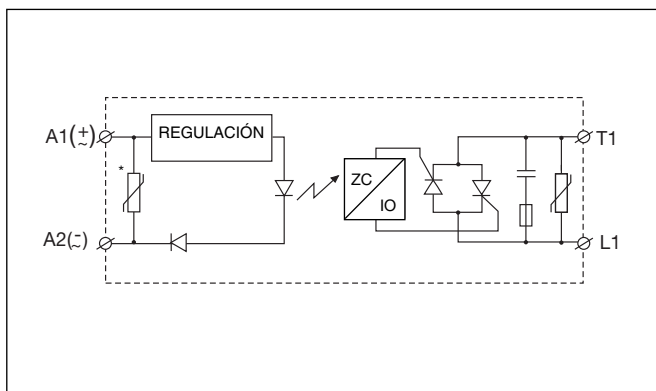 A1(+ ~)
REGULACIÓN
T1
*
ZC
IO
A2(- ~)
L1